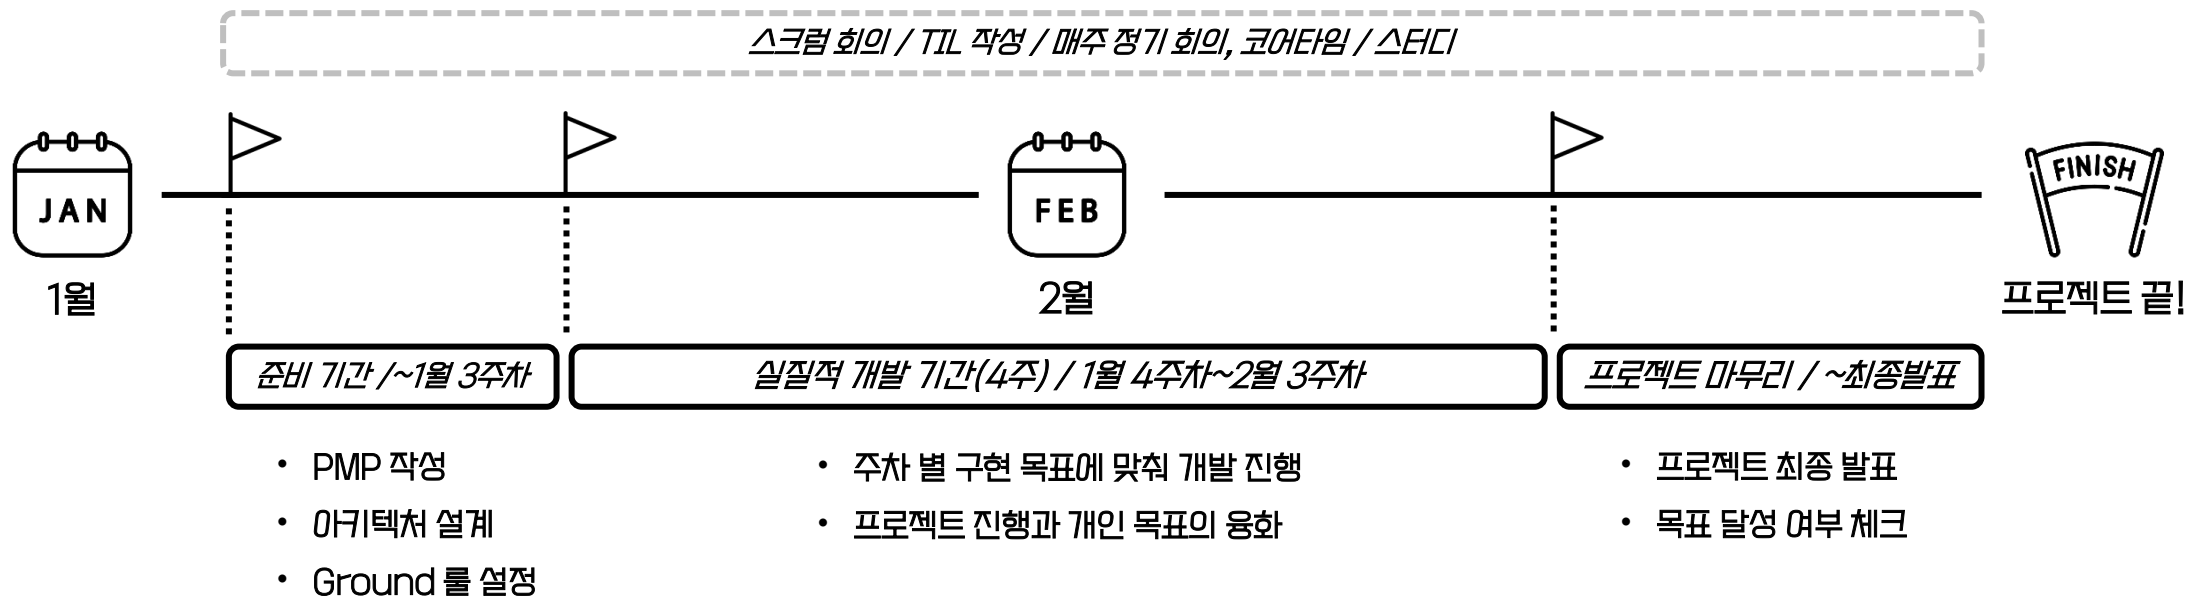 스크럼 회의 / TIL 작성 / 매주 정기 회의, 코어타임 / 스터디
JAN
FEB
FINISH
1월
2월
프로젝트 끝!
준비 기간 /~1월 3주차
실질적 개발 기간(4주) / 1월 4주차~2월 3주차
프로젝트 마무리 / ~최종발표
• PMP 작성
• 아키텍처 설계
• Ground 룰 설정
• 주차 별 구현 목표에 맞춰 개발 진행
• 프로젝트 진행과 개인 목표의 융화
• 프로젝트 최종 발표
• 목표 달성 여부 체크